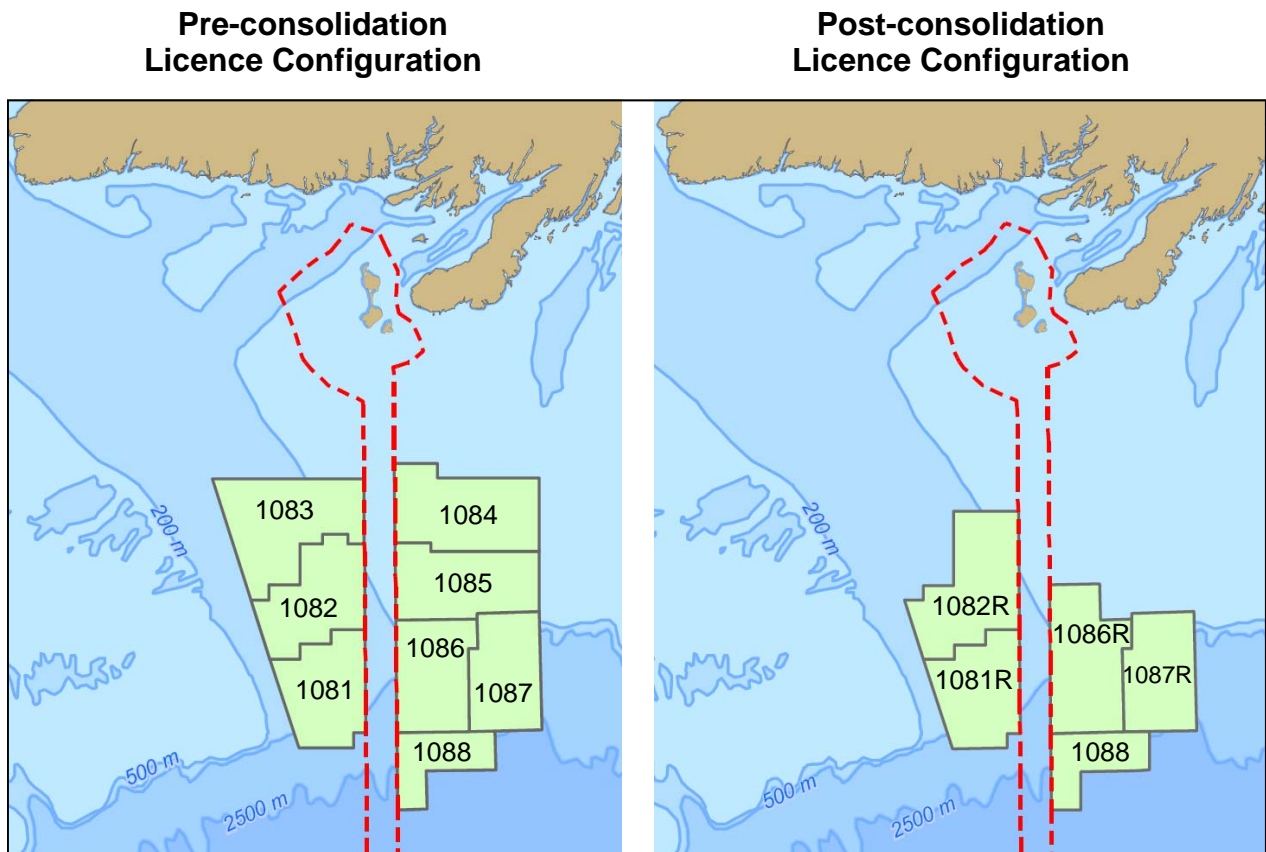 Pre-consolidation
Licence Configuration
Post-consolidation
Licence Configuration
1083
1084
200 m
1085
1082
1086
1081
1087
1088
500 m
2500 m
200 m
1082R
1086R
1081R
1087R
1088
500 m
2500 m